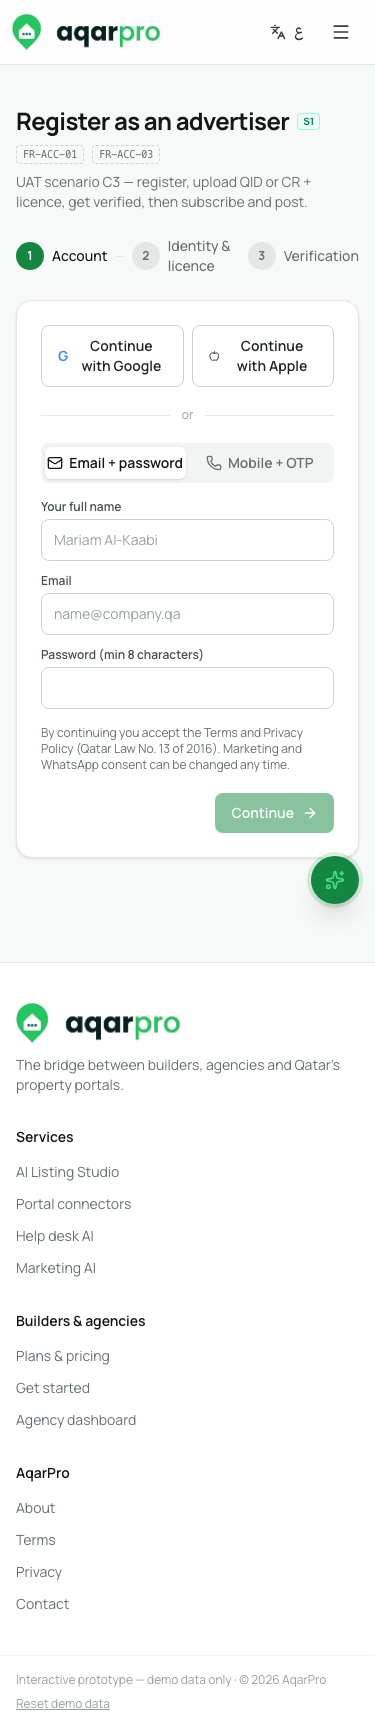 aqarpro
ع
Register as an advertiser S1
FR-ACC-01 FR-ACC-03
UAT scenario C3 — register, upload QID or CR +
licence, get verified, then subscribe and post.
1 Account 2 Identity &
licence 3 Verification
G Continue
with Google
Continue
with Apple
or
Email + password Mobile + OTP
Your full name
Mariam Al-Kaabi
Email
name@company.qa
Password (min 8 characters)
By continuing you accept the Terms and Privacy
Policy (Qatar Law No. 13 of 2016). Marketing and
WhatsApp consent can be changed any time.
Continue →
aqarpro
The bridge between builders, agencies and Qatar's
property portals.
Services
AI Listing Studio
Portal connectors
Help desk AI
Marketing AI
Builders & agencies
Plans & pricing
Get started
Agency dashboard
AqarPro
About
Terms
Privacy
Contact
Interactive prototype — demo data only · © 2026 AqarPro
Reset demo data